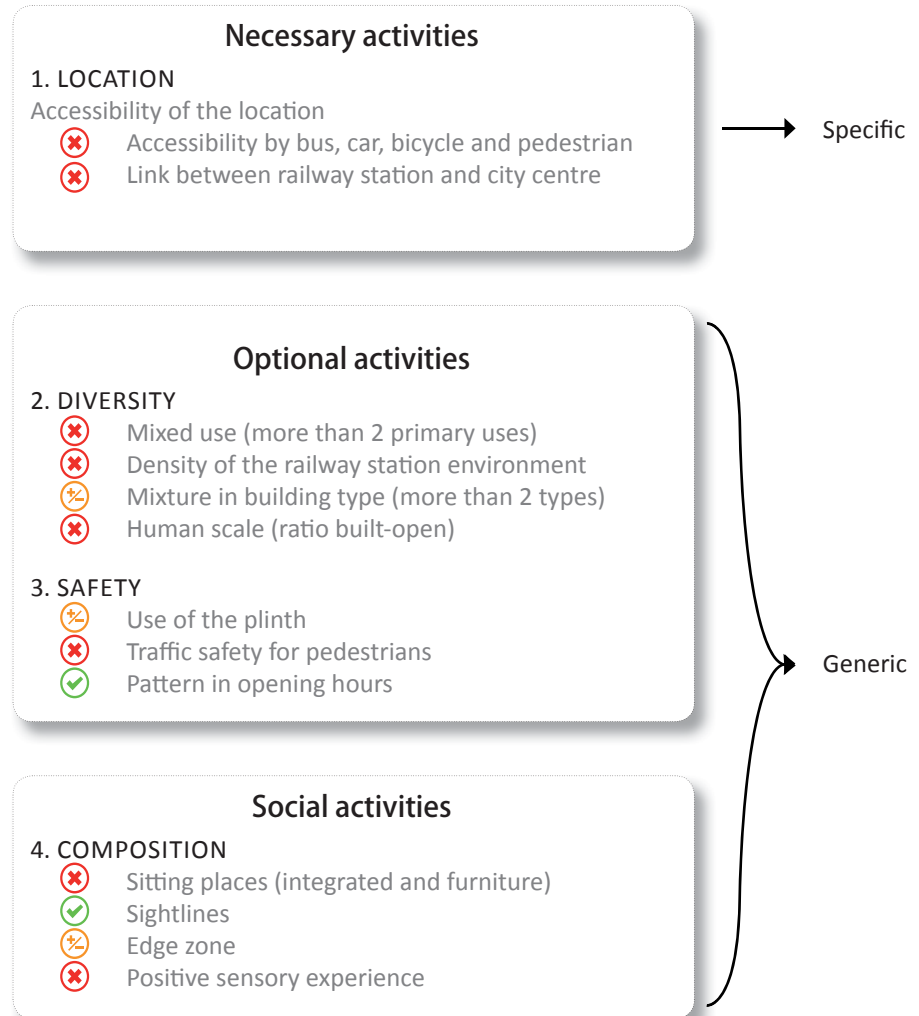 Necessary activities
1. LOCATION
Accessibility of the location
Accessibility by bus, car, bicycle and pedestrian
Link between railway station and city centre
Specific
Optional activities
2. DIVERSITY
Mixed use (more than 2 primary uses)
Density of the railway station environment
Mixture in building type (more than 2 types)
Human scale (ratio built-open)
3. SAFETY
Use of the plinth
Traffic safety for pedestrians
Pattern in opening hours
Generic
Social activities
4. COMPOSITION
Sitting places (integrated and furniture)
Sightlines
Edge zone
Positive sensory experience